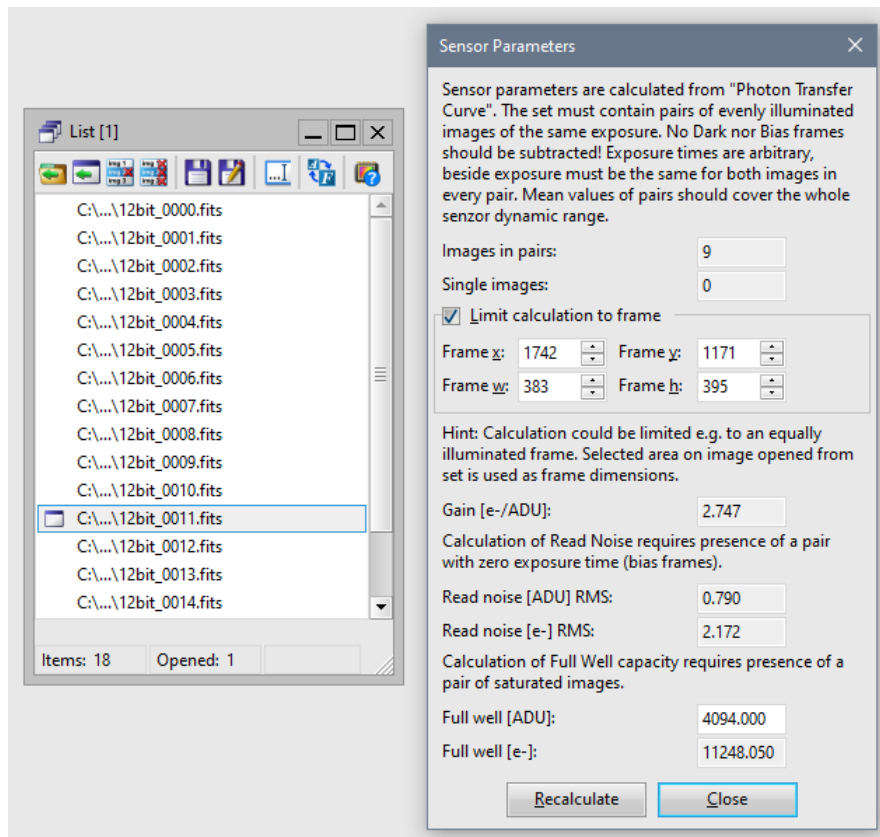 List [1]
C:\...\12bit_0000.fits
C:\...\12bit_0001.fits
C:\...\12bit_0002.fits
C:\...\12bit_0003.fits
C:\...\12bit_0004.fits
C:\...\12bit_0005.fits
C:\...\12bit_0006.fits
C:\...\12bit_0007.fits
C:\...\12bit_0008.fits
C:\...\12bit_0009.fits
C:\...\12bit_0010.fits
C:\...\12bit_0011.fits
C:\...\12bit_0012.fits
C:\...\12bit_0013.fits
C:\...\12bit_0014.fits
Items: 18 Opened: 1
Sensor Parameters
Sensor parameters are calculated from "Photon Transfer
Curve". The set must contain pairs of evenly illuminated
images of the same exposure. No Dark nor Bias frames
should be subtracted! Exposure times are arbitrary,
beside exposure must be the same for both images in
every pair. Mean values of pairs should cover the whole
senzor dynamic range.
Images in pairs: 9
Single images: 0
Limit calculation to frame
Frame x: 1742 Frame y: 1171
Frame w: 383 Frame h: 395
Hint: Calculation could be limited e.g. to an equally
illuminated frame. Selected area on image opened from
set is used as frame dimensions.
Gain [e-/ADU]: 2.747
Calculation of Read Noise requires presence of a pair
with zero exposure time (bias frames).
Read noise [ADU] RMS: 0.790
Read noise [e-] RMS: 2.172
Calculation of Full Well capacity requires presence of a
pair of saturated images.
Full well [ADU]: 4094.000
Full well [e-]: 11248.050
Recalculate Close